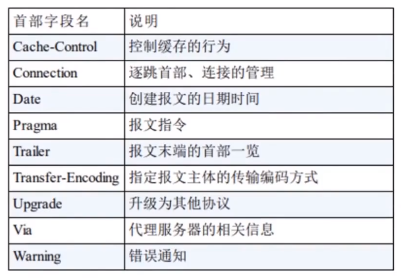 首部字段名 说明
Cache-Control 控制缓存的行为
Connection 逐跳首部、连接的管理
Date 创建报文的日期时间
Pragma 报文指令
Trailer 报文末端的首部一览
Transfer-Encoding 指定报文主体的传输编码方式
Upgrade 升级为其他协议
Via 代理服务器的相关信息
Warning 错误通知